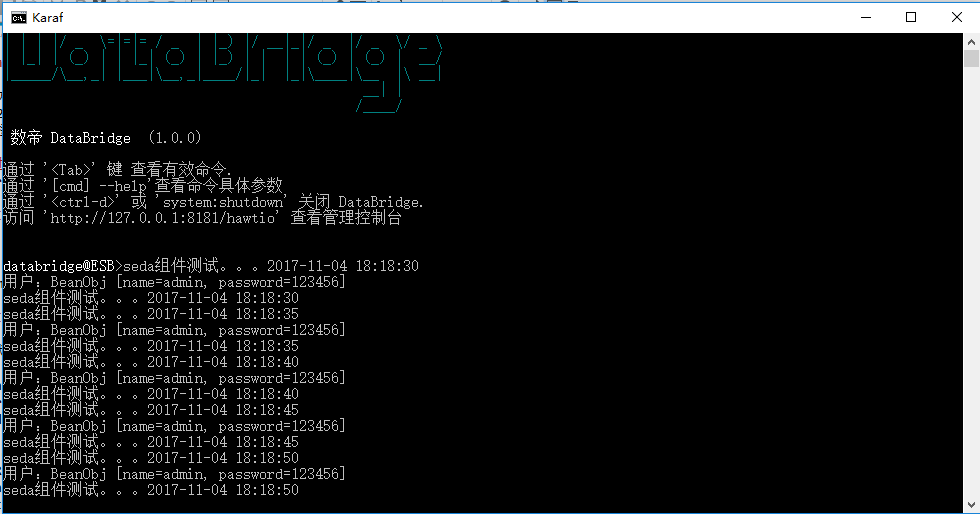 Karaf
DataBridge
数帝 DataBridge （1.0.0）
通过 '<Tab>' 键 查看有效命令.
通过 '[cmd] --help'查看命令具体参数
通过 '<ctrl-d>' 或 'system:shutdown' 关闭 DataBridge.
访问 'http://127.0.0.1:8181/hawtio' 查看管理控制台
databridge@ESB>seda组件测试。。。2017-11-04 18:18:30
用户：BeanObj [name=admin, password=123456]
seda组件测试。。。2017-11-04 18:18:30
seda组件测试。。。2017-11-04 18:18:35
用户：BeanObj [name=admin, password=123456]
seda组件测试。。。2017-11-04 18:18:35
seda组件测试。。。2017-11-04 18:18:40
用户：BeanObj [name=admin, password=123456]
seda组件测试。。。2017-11-04 18:18:40
seda组件测试。。。2017-11-04 18:18:45
用户：BeanObj [name=admin, password=123456]
seda组件测试。。。2017-11-04 18:18:45
seda组件测试。。。2017-11-04 18:18:50
用户：BeanObj [name=admin, password=123456]
seda组件测试。。。2017-11-04 18:18:50